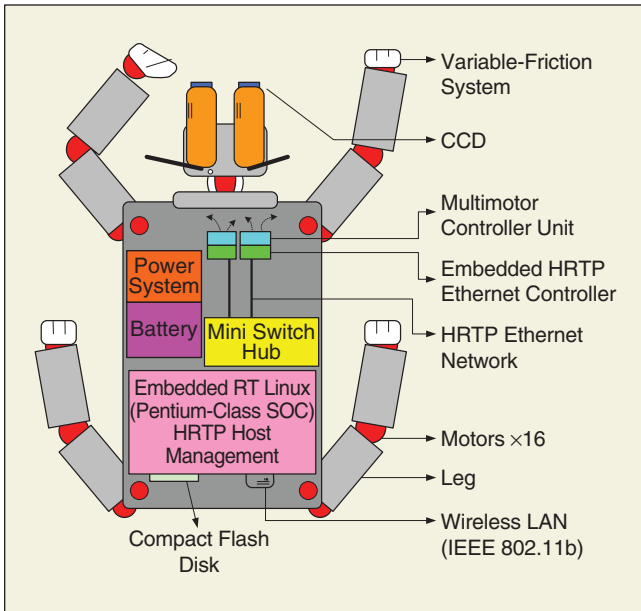 Variable-Friction
System
CCD
Multimotor
Controller Unit
Embedded HRTP
Ethernet Controller
HRTP Ethernet
Network
Power
System
Battery
Mini Switch
Hub
Embedded RT Linux
(Pentium-Class SOC)
HRTP Host
Management
Motors ×16
Leg
Wireless LAN
(IEEE 802.11b)
Compact Flash
Disk